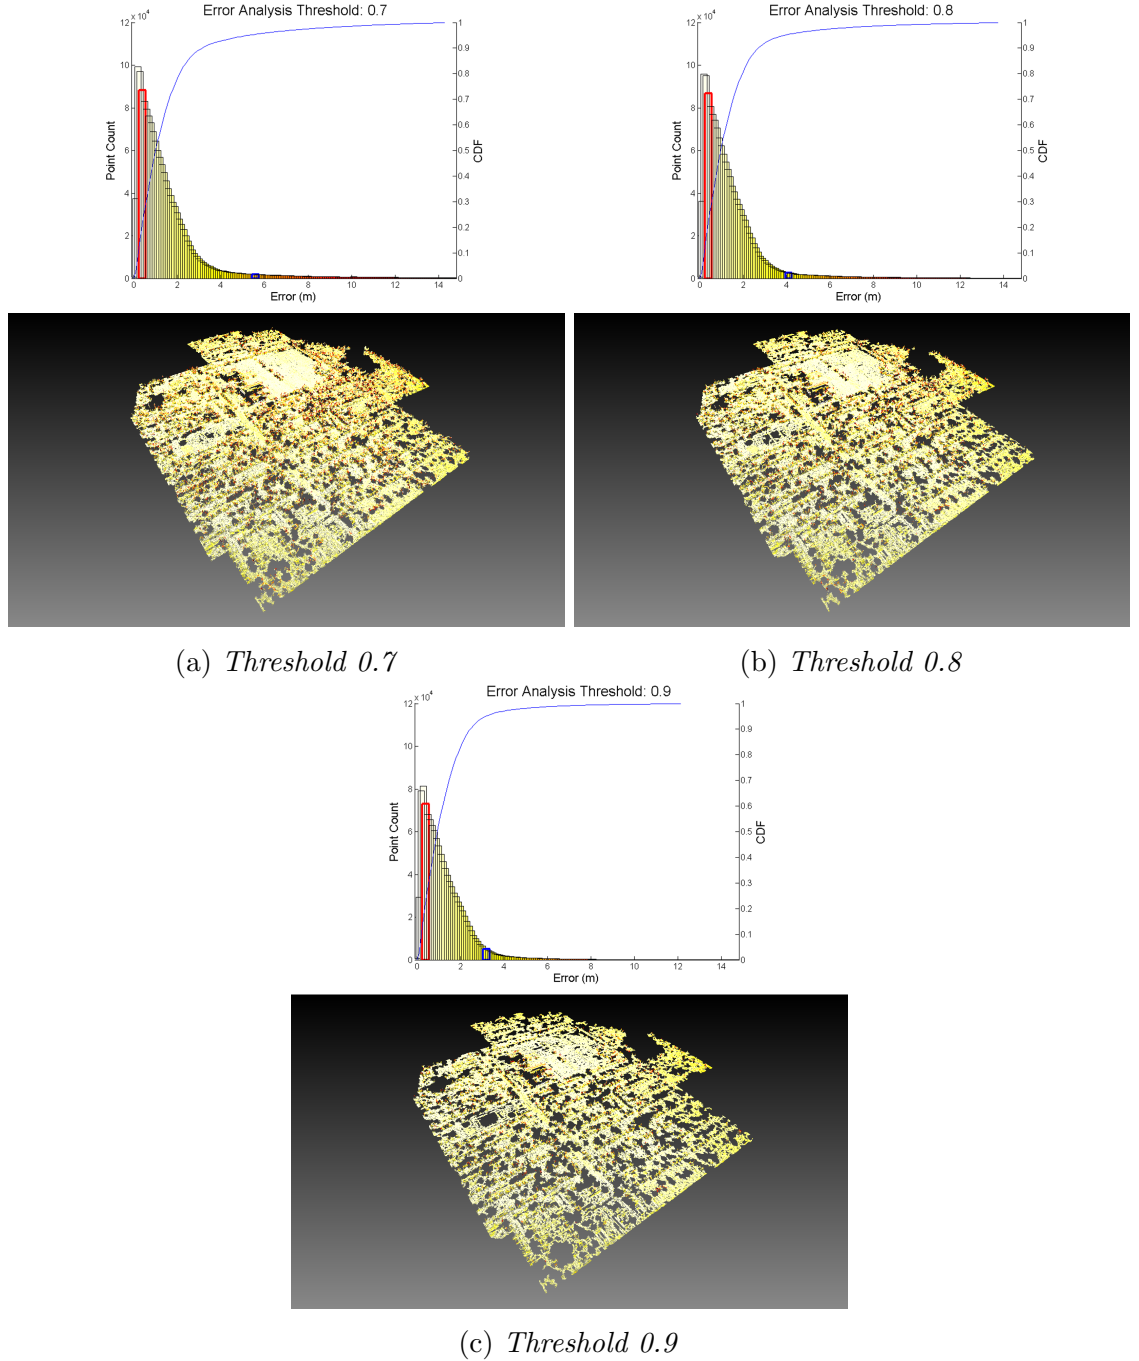 Error Analysis Threshold: 0.7
x 10⁴
12
10
8
6
4
2
0
Point Count
1
0.9
0.8
0.7
0.6
0.5
0.4
0.3
0.2
0.1
0
CDF
0 2 4 6 8 10 12 14
Error (m)
Error Analysis Threshold: 0.8
x 10⁴
12
10
8
6
4
2
0
Point Count
1
0.9
0.8
0.7
0.6
0.5
0.4
0.3
0.2
0.1
0
CDF
0 2 4 6 8 10 12 14
Error (m)
(a) Threshold 0.7
(b) Threshold 0.8
Error Analysis Threshold: 0.9
x 10⁴
12
10
8
6
4
2
0
Point Count
1
0.9
0.8
0.7
0.6
0.5
0.4
0.3
0.2
0.1
0
CDF
0 2 4 6 8 10 12 14
Error (m)
(c) Threshold 0.9